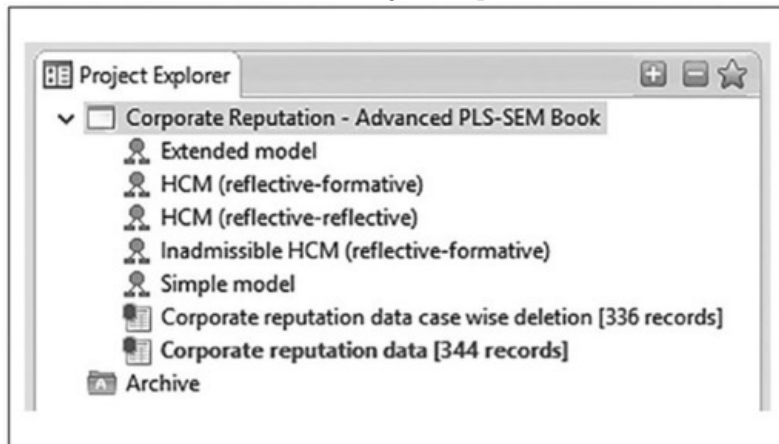 Project Explorer
Corporate Reputation - Advanced PLS-SEM Book
Extended model
HCM (reflective-formative)
HCM (reflective-reflective)
Inadmissible HCM (reflective-formative)
Simple model
Corporate reputation data case wise deletion [336 records]
Corporate reputation data [344 records]
Archive